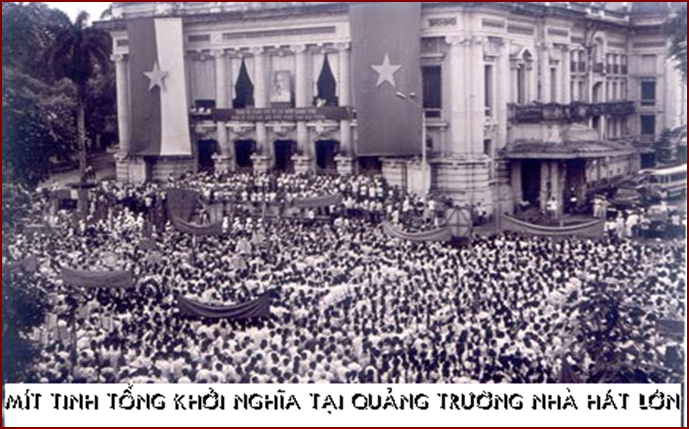 MÍT TINH TỔNG KHỞI NGHĨA TẠI QUẢNG TRƯỜNG NHÀ HÁT LỚN